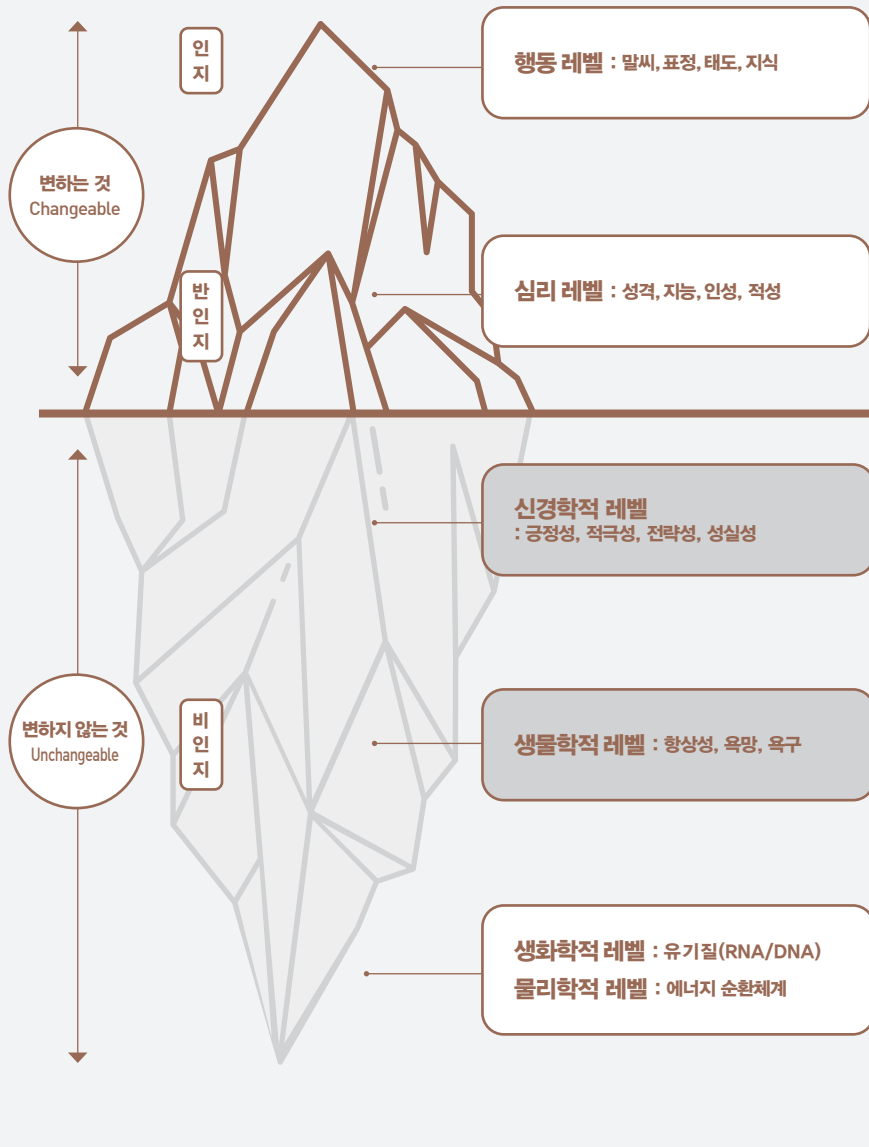 인
지
행동 레벨 : 말씨, 표정, 태도, 지식
변하는 것
Changeable
반
인
지
심리 레벨 : 성격, 지능, 인성, 적성
신경학적 레벨
: 긍정성, 적극성, 전략성, 성실성
변하지 않는 것
Unchangeable
비
인
지
생물학적 레벨 : 항상성, 욕망, 욕구
생화학적 레벨 : 유기질(RNA/DNA)
물리학적 레벨 : 에너지 순환체계